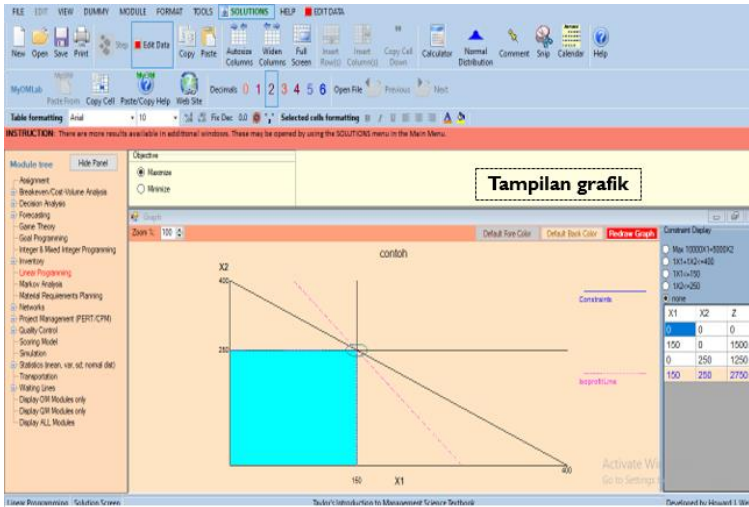 FILE EDIT VIEW DUMMY MODULE FORMAT TOOLS SOLUTIONS HELP EDIT DATA
New Open Save Print Step Edit Data Copy Paste Autosize Columns Widen Columns Full Screen Insert Row(s) Insert Column(s) Copy Cell Down Calculator Normal Distribution Comment Snip Calendar Help
MyOMLab Paste From Copy Cell Paste/Copy Help Web Site Decimals 0 1 2 3 4 5 6 Open File Previous Next
Table formatting Arial 10 Fix Dec 0.0 Selected cells formatting B I U A
INSTRUCTION: There are more results available in additional windows. These may be opened by using the SOLUTIONS menu in the Main Menu.
Module tree Hide Panel
Assignment
Breakeven/Cost-Volume Analysis
Decision Analysis
Forecasting
Game Theory
Goal Programming
Integer & Mixed Integer Programming
Inventory
Linear Programming
Markov Analysis
Material Requirements Planning
Networks
Project Management (PERT/CPM)
Quality Control
Scoring Model
Simulation
Statistics (mean, var, sd, normal dist)
Transportation
Waiting Lines
Display OM Modules only
Display QM Modules only
Display ALL Modules
Objective
Maximize
Minimize
Tampilan grafik
Graph
Zoom % 100 Default Fore Color Default Back Color Redraw Graph
contoh
X2
400
250
150
X1
400
Constraints
Isoprofit Line
Constraint Display
Max 10000X1+5000X2
1X1+1X2<=400
1X1<=150
1X2<=250
none
X1 X2 Z
0 0 0
150 0 1500
0 250 1250
150 250 2750
Activate Wi
Go to Settings t
Linear Programming Solution Screen Taylor's Introduction to Management Science Textbook Developed by Howard J. We